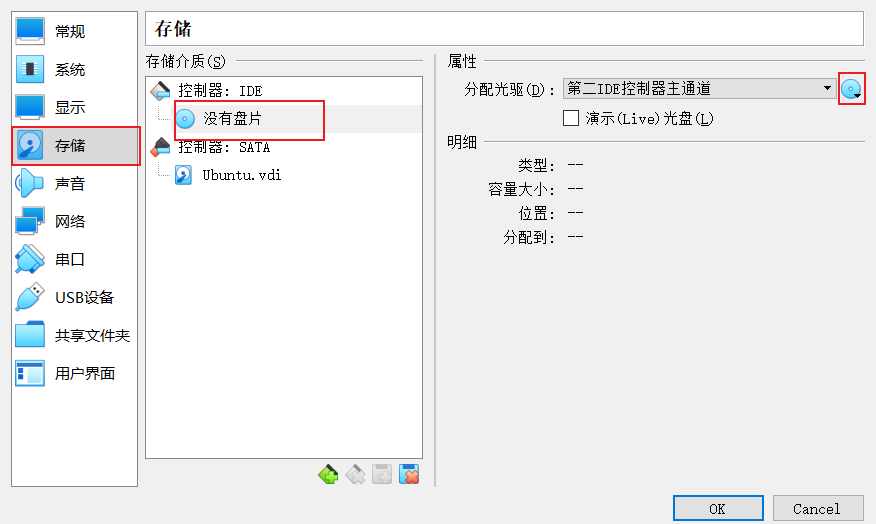 常规
系统
显示
存储
声音
网络
串口
USB设备
共享文件夹
用户界面
存储
存储介质(S)
控制器: IDE
没有盘片
控制器: SATA
Ubuntu.vdi
属性
分配光驱(D): 第二IDE控制器主通道
演示(Live)光盘(L)
明细
类型: --
容量大小: --
位置: --
分配到: --
OK
Cancel